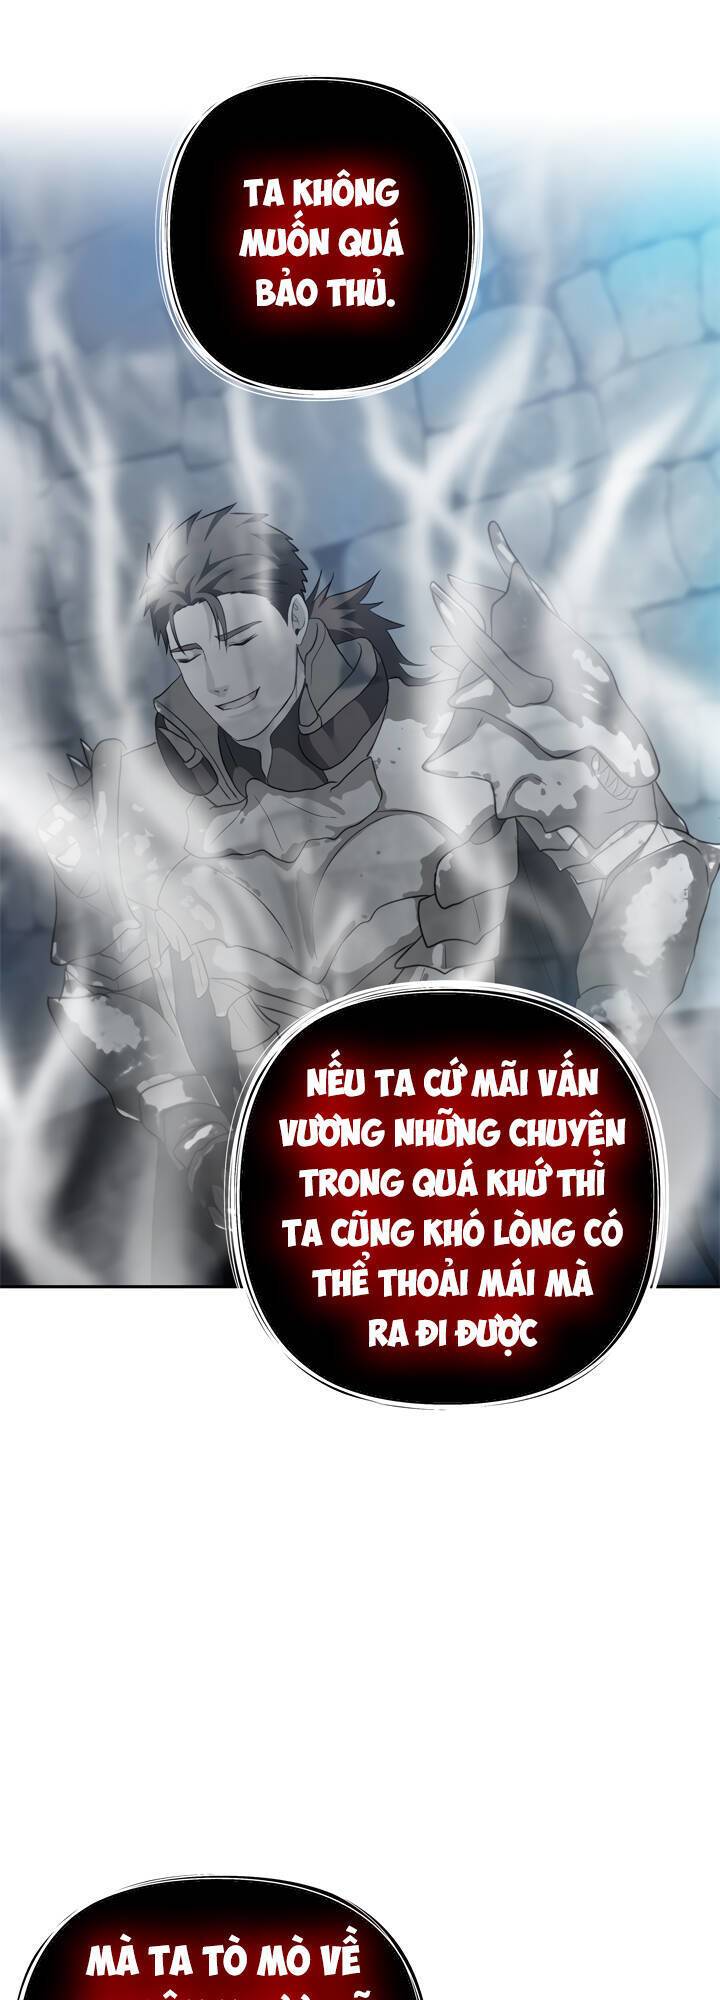 TA KHÔNG
MUỐN QUÁ
BẢO THỦ.
NẾU TA CỨ MÃI VẤN
VƯƠNG NHỮNG CHUYỆN
TRONG QUÁ KHỨ THÌ
TA CŨNG KHÓ LÒNG CÓ
THỂ THOẢI MÁI MÀ
RA ĐI ĐƯỢC
MÀ TA TÒ MÒ VỀ